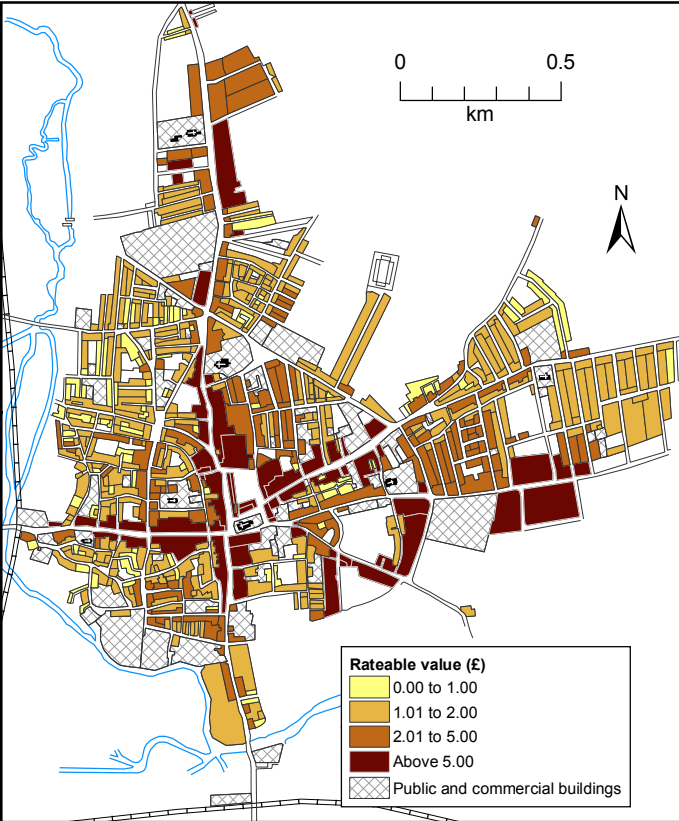 0 0.5
km
N
Rateable value (£)
0.00 to 1.00
1.01 to 2.00
2.01 to 5.00
Above 5.00
Public and commercial buildings